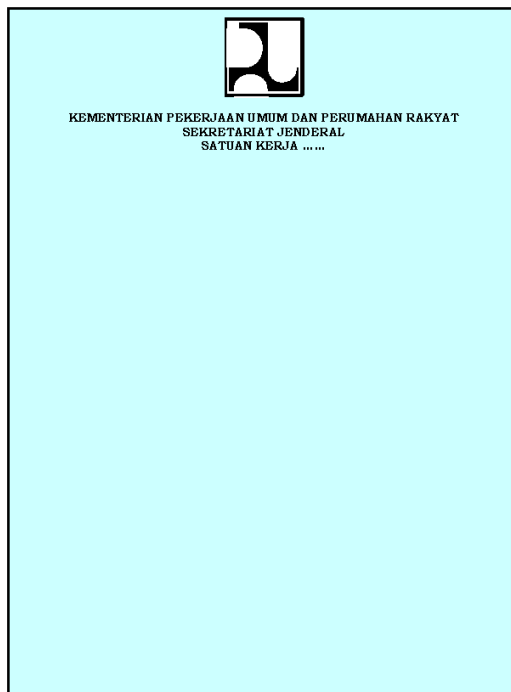 KEMENTERIAN PEKERJAAN UMUM DAN PERUMAHAN RAKYAT
SEKRETARIAT JENDERAL
SATUAN KERJA ......